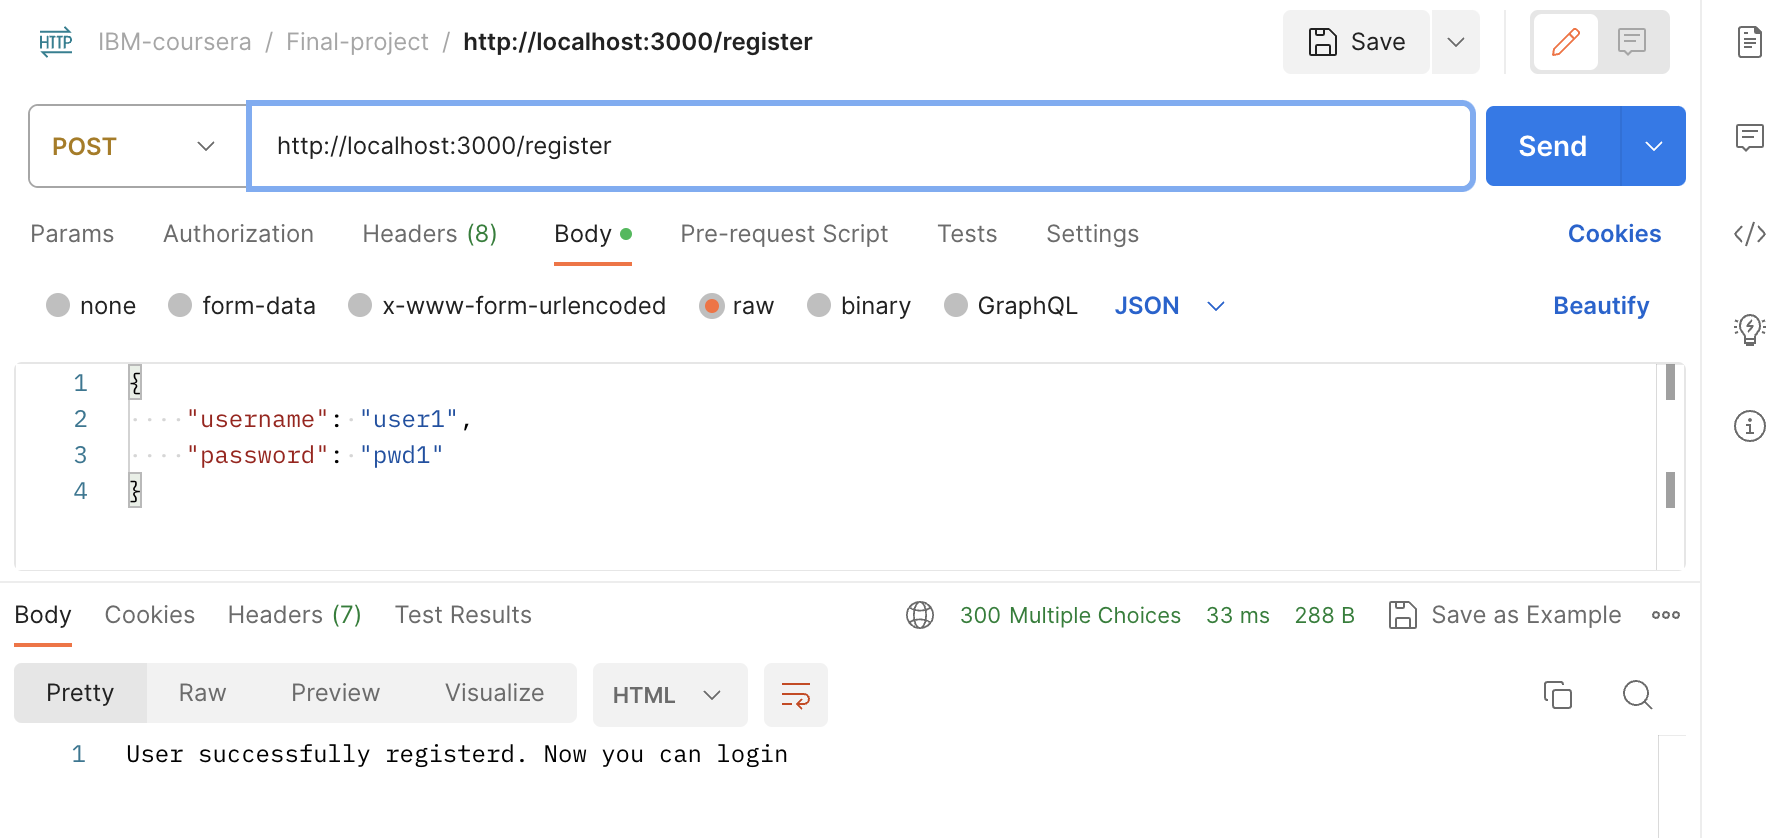 HTTP IBM-coursera / Final-project / http://localhost:3000/register Save
POST http://localhost:3000/register Send
Params Authorization Headers (8) Body Pre-request Script Tests Settings Cookies
none form-data x-www-form-urlencoded raw binary GraphQL JSON Beautify
1 {
2 "username": "user1",
3 "password": "pwd1"
4 }
Body Cookies Headers (7) Test Results 300 Multiple Choices 33 ms 288 B Save as Example
Pretty Raw Preview Visualize HTML
1 User successfully registerd. Now you can login